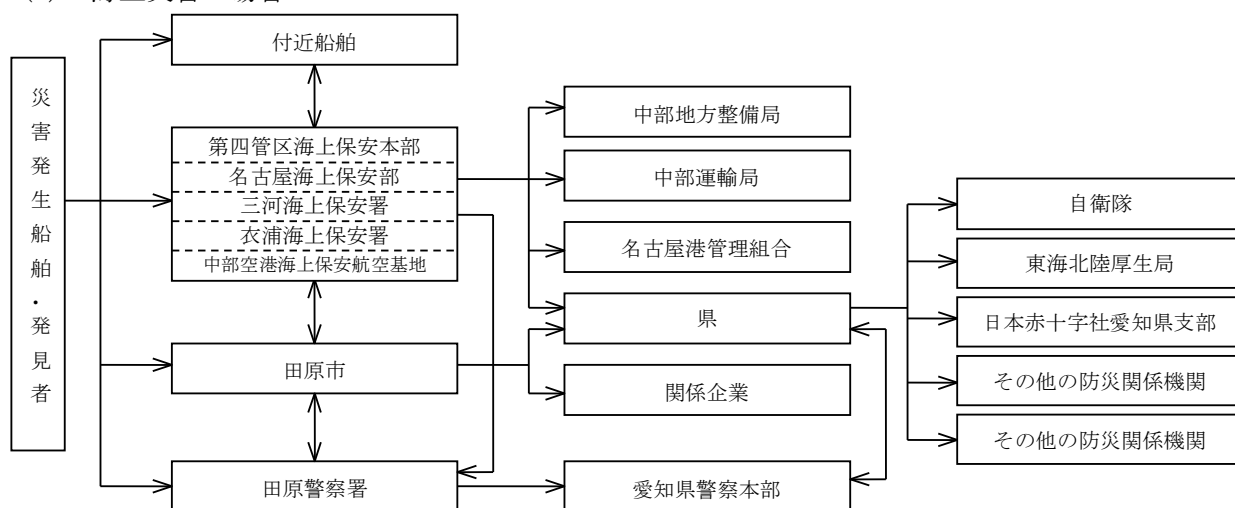 災害発生船舶・発見者
付近船舶
第四管区海上保安本部
名古屋海上保安部
三河海上保安署
衣浦海上保安署
中部空港海上保安航空基地
田原市
田原警察署
中部地方整備局
中部運輸局
名古屋港管理組合
県
関係企業
愛知県警察本部
自衛隊
東海北陸厚生局
日本赤十字社愛知県支部
その他の防災関係機関
その他の防災関係機関